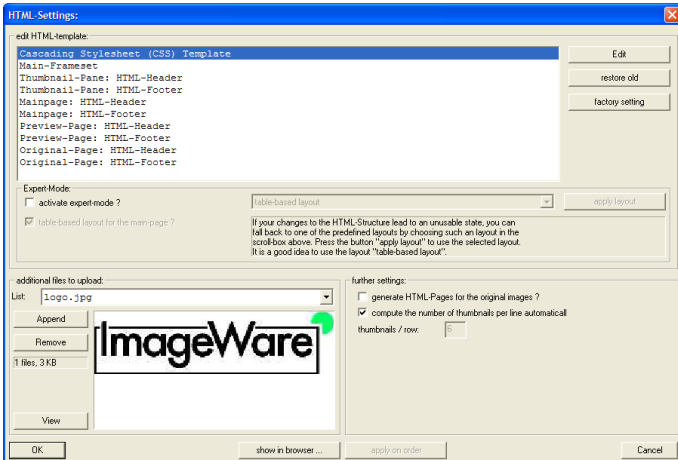 HTML-Settings:
edit HTML-template:
Cascading Stylesheet (CSS) Template
Main-Frameset
Thumbnail-Pane: HTML-Header
Thumbnail-Pane: HTML-Footer
Mainpage: HTML-Header
Mainpage: HTML-Footer
Preview-Page: HTML-Header
Preview-Page: HTML-Footer
Original-Page: HTML-Header
Original-Page: HTML-Footer
Edit
restore old
factory setting
Expert-Mode:
activate expert-mode ?
table-based layout
apply layout
table-based layout for the main-page ?
If your changes to the HTML-Structure lead to an unusable state, you can
fall back to one of the predefined layouts by choosing such an layout in the
scroll-box above. Press the button "apply layout" to use the selected layout.
It is a good idea to use the layout "table-based layout".
additional files to upload:
List:
logo.jpg
Append
Remove
1 files, 3 KB
View
ImageWare
further settings:
generate HTML-Pages for the original images ?
compute the number of thumbnails per line automaticall
thumbnails / row:
6
OK
show in browser ...
apply on order
Cancel